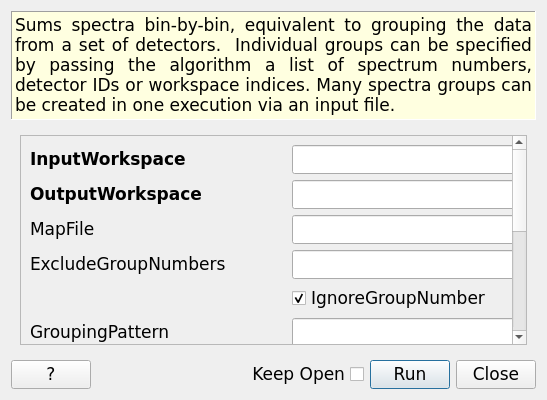 Sums spectra bin-by-bin, equivalent to grouping the data
from a set of detectors.  Individual groups can be specified
by passing the algorithm a list of spectrum numbers,
detector IDs or workspace indices. Many spectra groups can
be created in one execution via an input file.
InputWorkspace
OutputWorkspace
MapFile
ExcludeGroupNumbers
IgnoreGroupNumber
GroupingPattern
? Keep Open Run Close